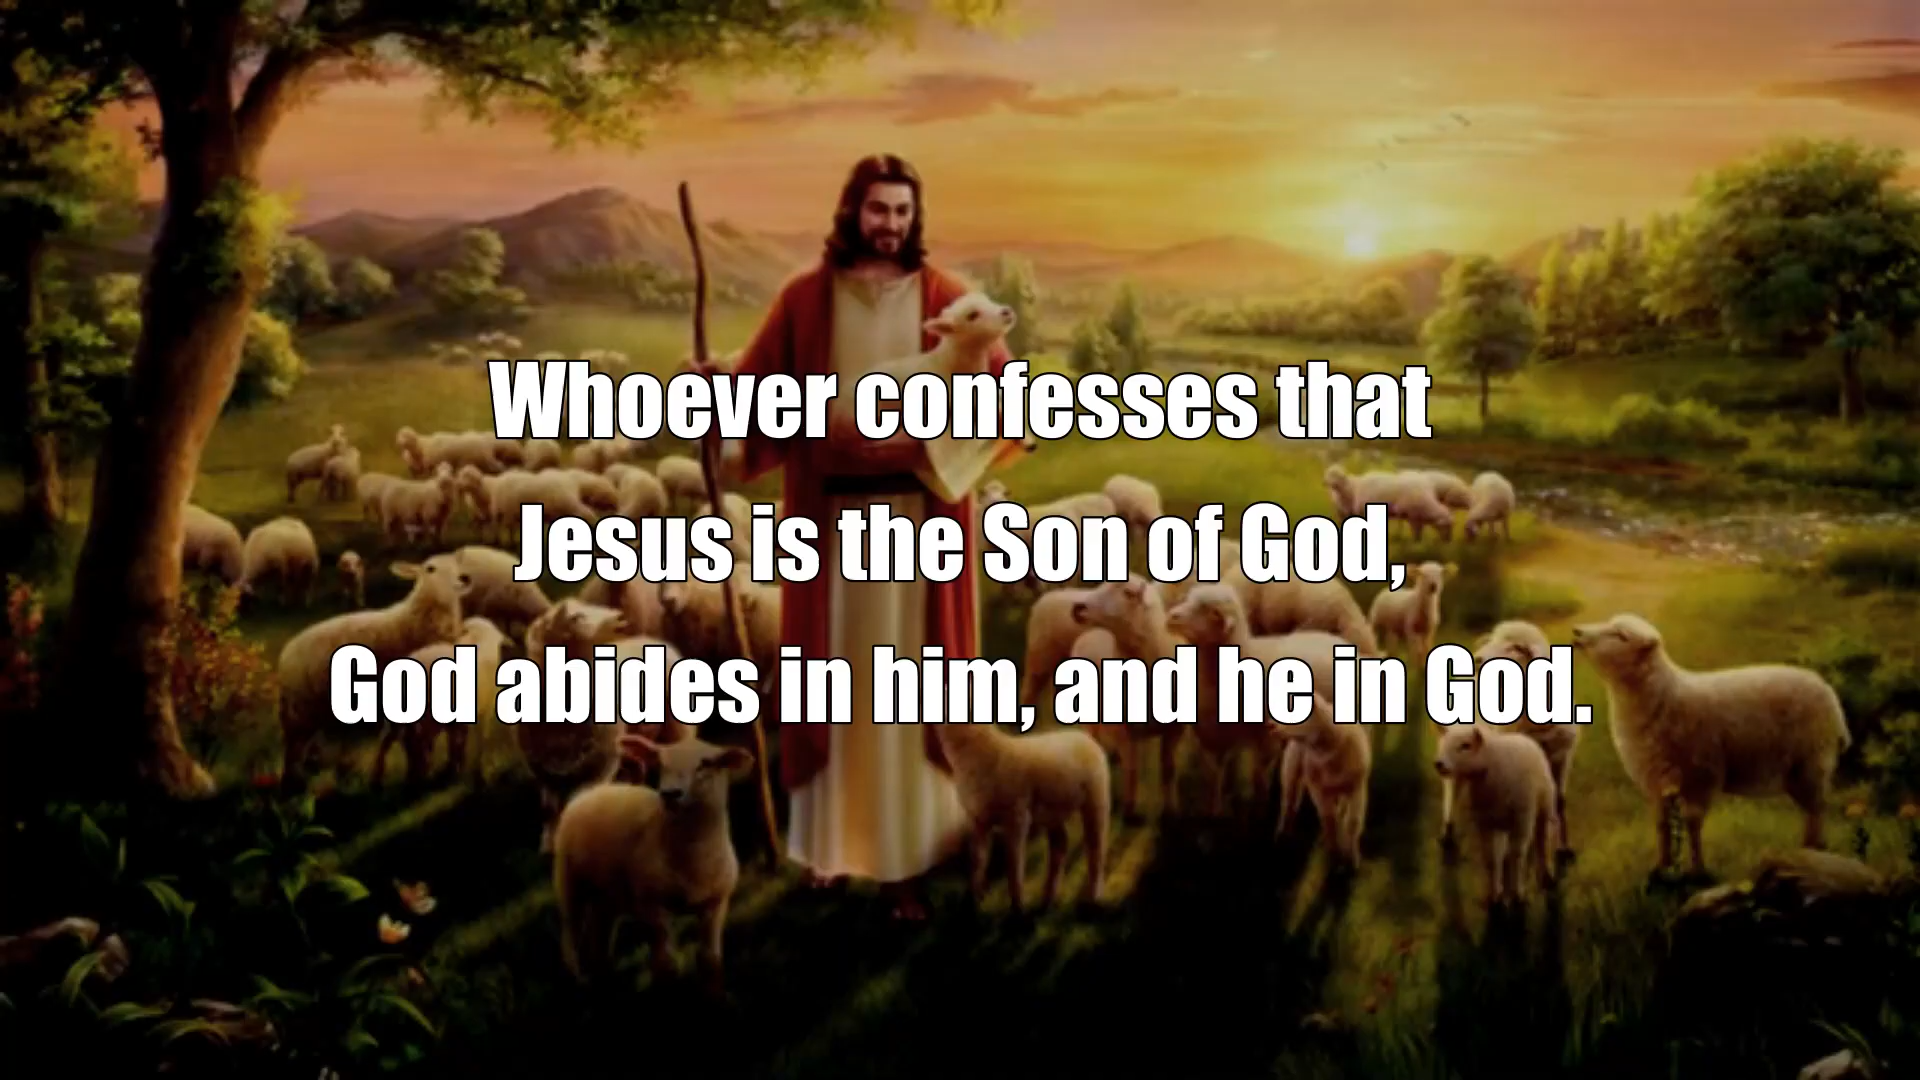 Whoever confesses that
Jesus is the Son of God,
God abides in him, and he in God.